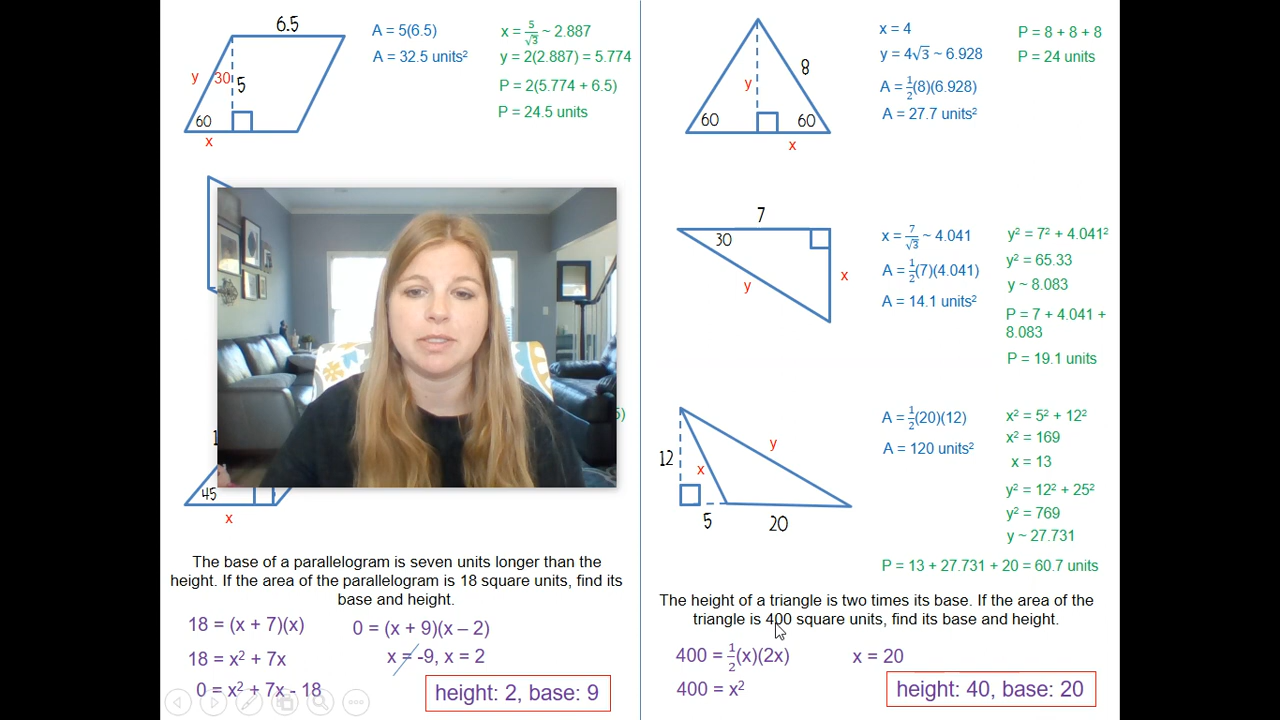 6.5
y
30
5
60
x
A = 5(6.5)
A = 32.5 units²
x = 5/√3 ~ 2.887
y = 2(2.887) = 5.774
P = 2(5.774 + 6.5)
P = 24.5 units
45
x
The base of a parallelogram is seven units longer than the
height. If the area of the parallelogram is 18 square units, find its
base and height.
18 = (x + 7)(x)
18 = x² + 7x
0 = x² + 7x - 18
0 = (x + 9)(x – 2)
x = -9, x = 2
height: 2, base: 9
8
y
60
60
x
x = 4
y = 4√3 ~ 6.928
A = ½(8)(6.928)
A = 27.7 units²
P = 8 + 8 + 8
P = 24 units
7
30
x
y
x = 7/√3 ~ 4.041
A = ½(7)(4.041)
A = 14.1 units²
y² = 7² + 4.041²
y² = 65.33
y ~ 8.083
P = 7 + 4.041 +
8.083
P = 19.1 units
12
x
y
5
20
A = ½(20)(12)
A = 120 units²
x² = 5² + 12²
x² = 169
x = 13
y² = 12² + 25²
y² = 769
y ~ 27.731
P = 13 + 27.731 + 20 = 60.7 units
The height of a triangle is two times its base. If the area of the
triangle is 400 square units, find its base and height.
400 = ½(x)(2x)
400 = x²
x = 20
height: 40, base: 20